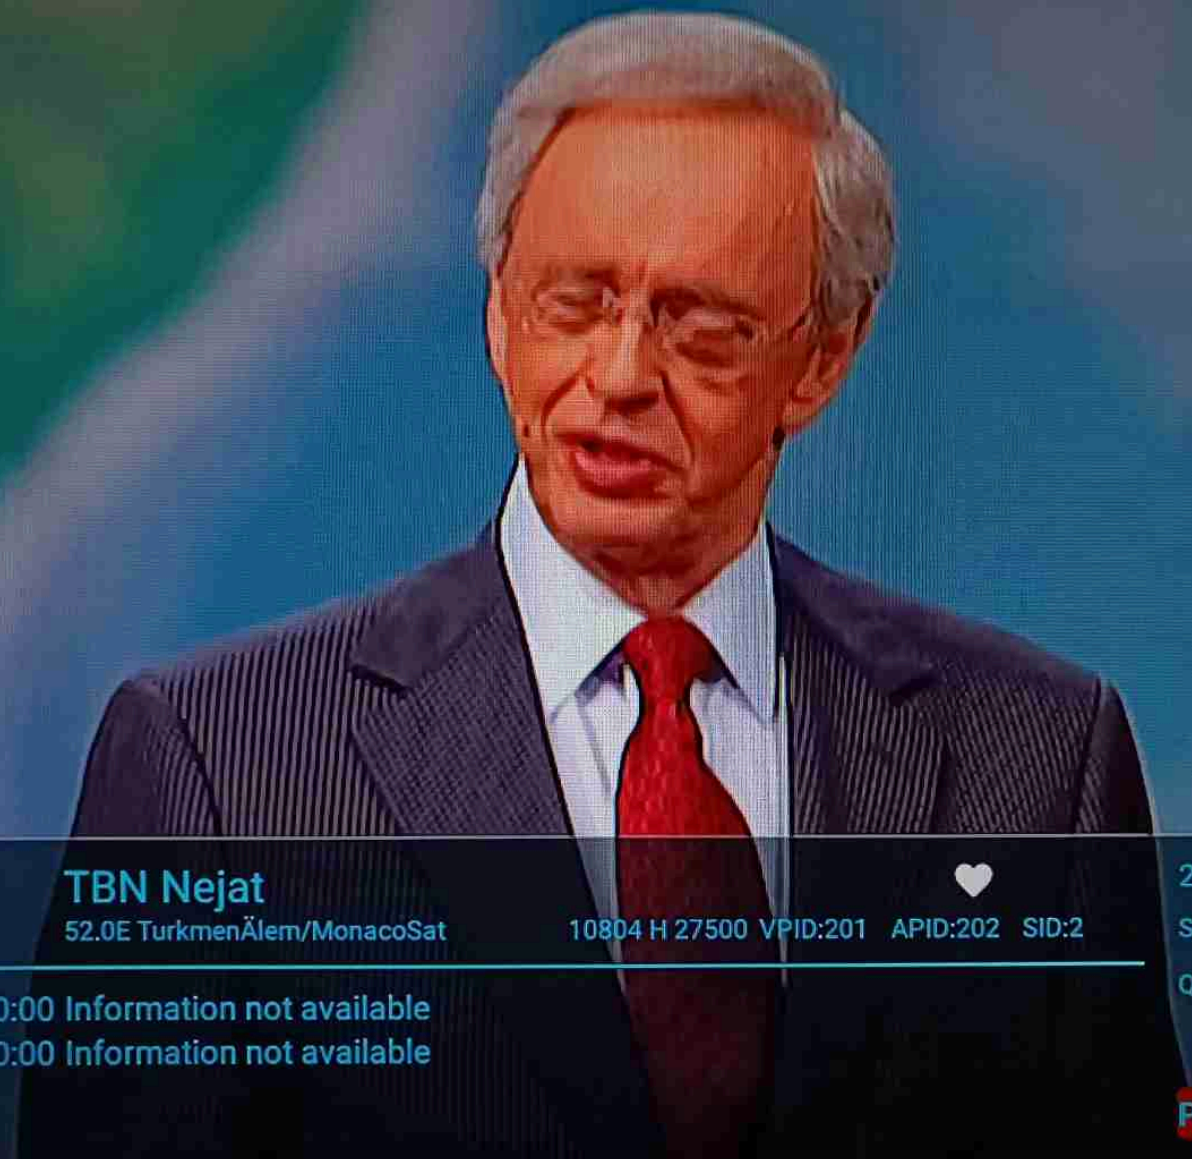 TBN Nejat
52.0E TurkmenÄlem/MonacoSat 10804 H 27500 VPID:201 APID:202 SID:2
0:00 Information not available
0:00 Information not available